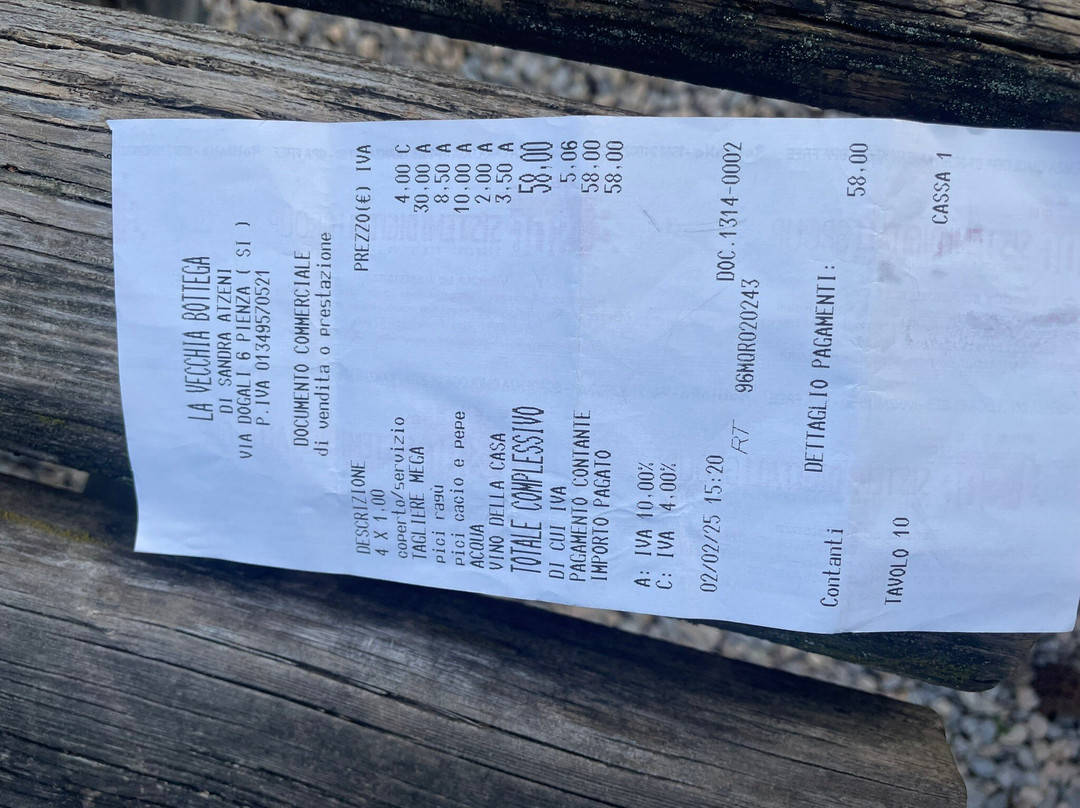 LA VECCHIA BOTTEGA
DI SANDRA ATZENI
VIA DOGALI 6 PIENZA ( SI )
P.IVA 01349570521
DOCUMENTO COMMERCIALE
di vendita o prestazione
DESCRIZIONE PREZZO(€) IVA
4 X 1.00
coperto/servizio 4.00 C
TAGLIERE MEGA 30.00 A
pici ragù 8.50 A
pici cacio e pepe 10.00 A
ACQUA 2.00 A
VINO DELLA CASA 3.50 A
TOTALE COMPLESSIVO 58,00
DI CUI IVA 5.06
PAGAMENTO CONTANTE 58.00
IMPORTO PAGATO 58.00
A: IVA 10.00%
C: IVA 4.00%
02/02/25 15:20 DOC.1314-0002
RT 96MQR020243
DETTAGLIO PAGAMENTI:
Contanti 58,00
TAVOLO 10
CASSA 1